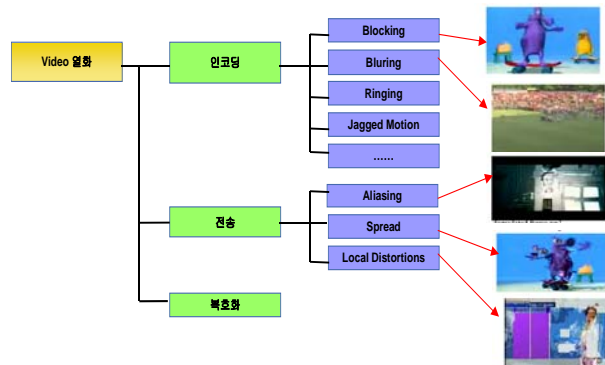 Video 열화
인코딩
Blocking
Bluring
Ringing
Jagged Motion
......
전송
Aliasing
Spread
Local Distortions
복호화